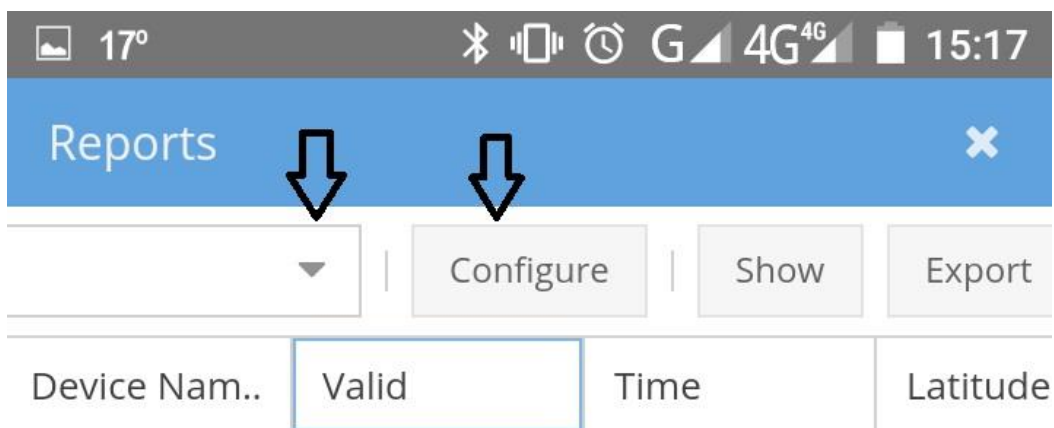 17° G 4G 4G 15:17
Reports
Configure Show Export
Device Nam.. Valid Time Latitude